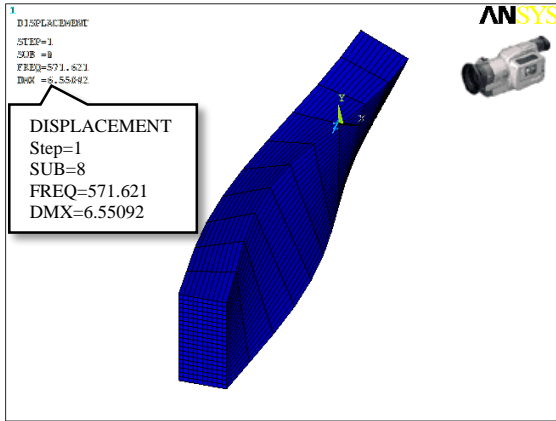 1
DISPLACEMENT
STEP=1
SUB =8
FREQ=571.621
DMX =6.55092
ANSYS
DISPLACEMENT
Step=1
SUB=8
FREQ=571.621
DMX=6.55092
Y
X
Z